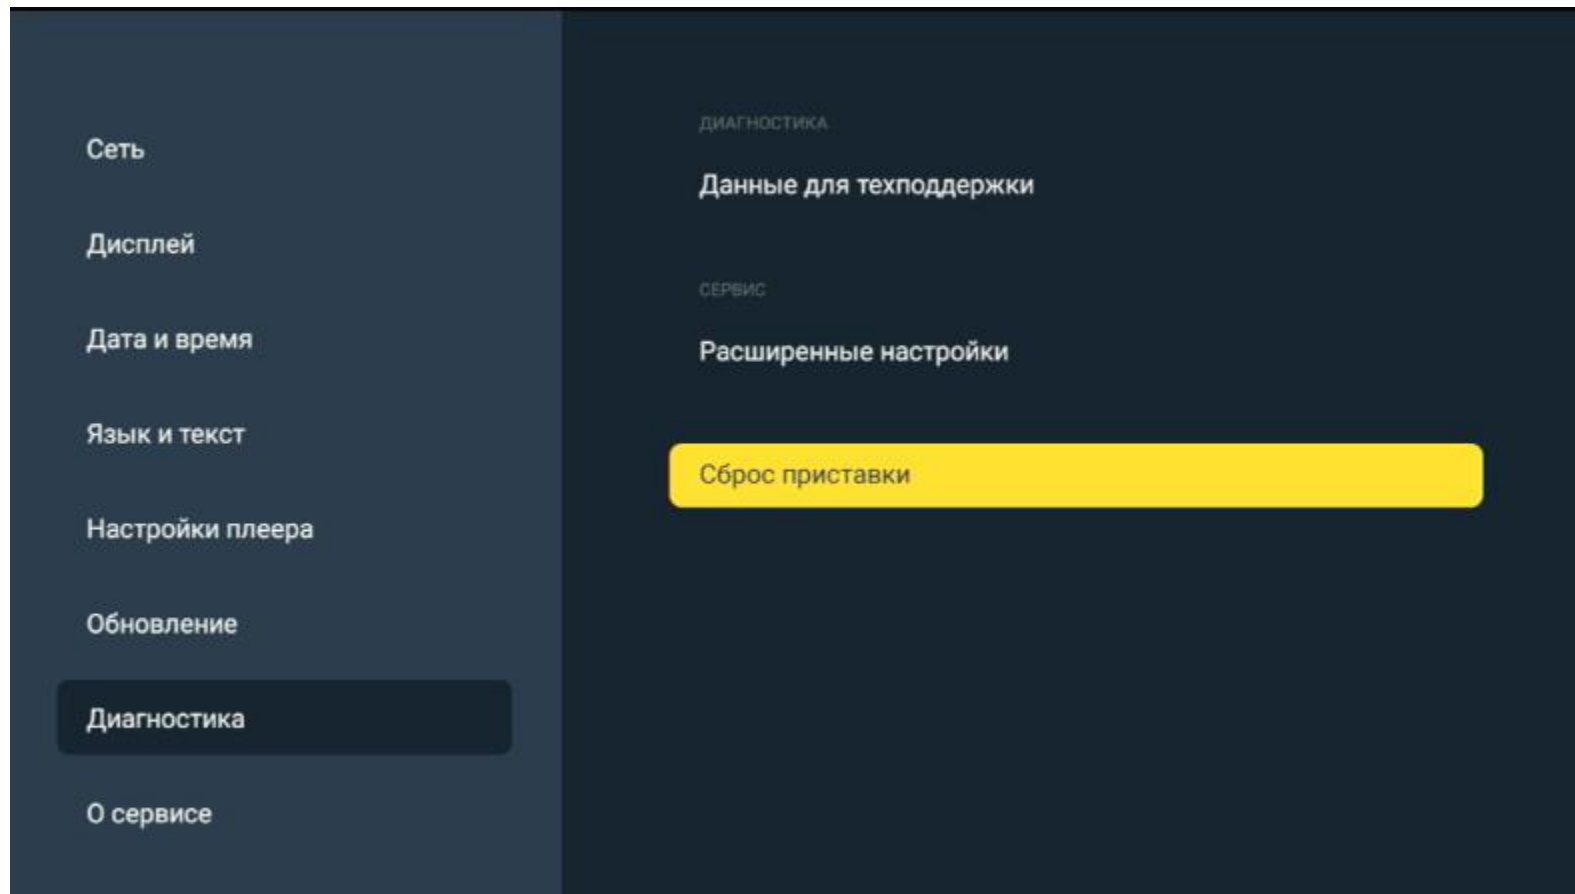 Сеть
Дисплей
Дата и время
Язык и текст
Настройки плеера
Обновление
Диагностика
О сервисе
ДИАГНОСТИКА
Данные для техподдержки
СЕРВИС
Расширенные настройки
Сброс приставки